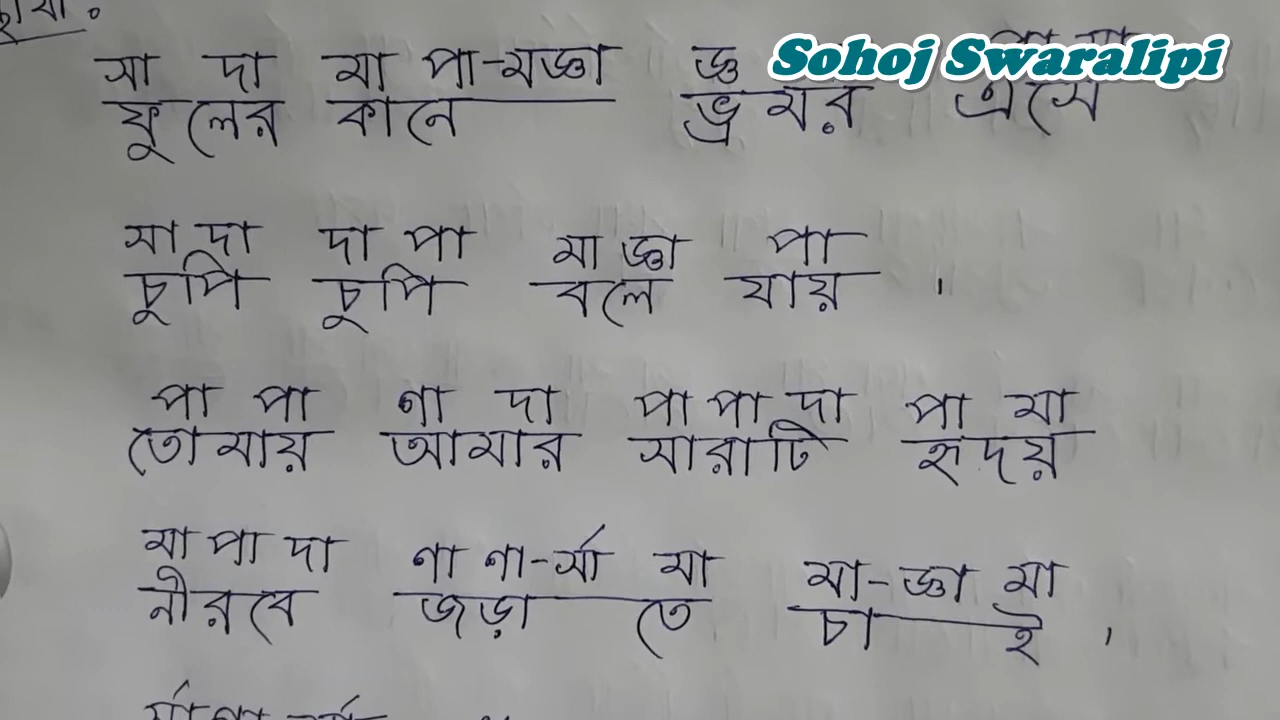 Sohoj Swaralipi
সা দা মা পা-মজ্ঞা
ফুলের কানে ভ্রমর এসে
সা দা দা পা মা জ্ঞা পা
চুপি চুপি বলে যায় ।
পা পা ণা দা পা পা দা পা মা
তোমায় আমার সারাটি হৃদয়
মা পা দা ণা ণা-র্সা মা মা-জ্ঞা মা
নীরবে জড়া তে চা ই ,